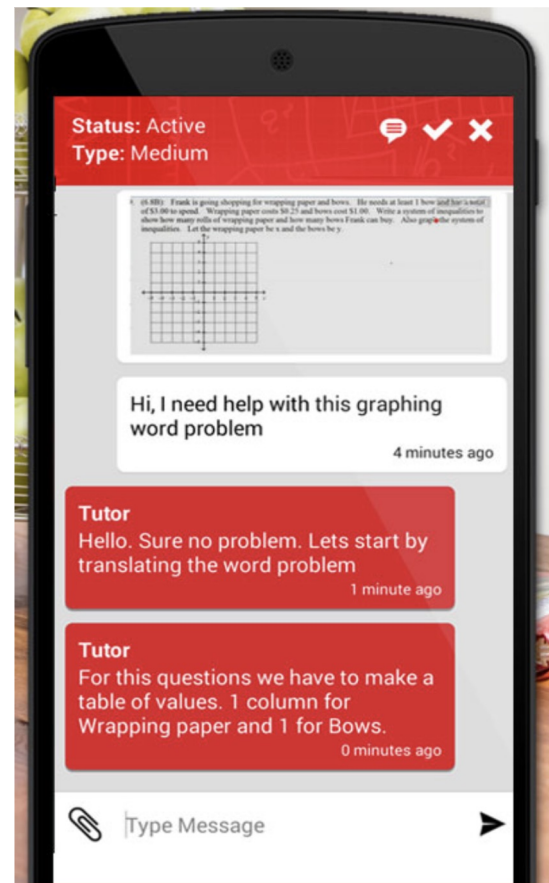 Status: Active
Type: Medium
(6.8B): Frank is going shopping for wrapping paper and bows. He needs at least 1 bow and has a total
of $3.00 to spend. Wrapping paper costs $0.25 and bows cost $1.00. Write a system of inequalities to
show how many rolls of wrapping paper and how many bows Frank can buy. Also graph the system of
inequalities. Let the wrapping paper be x and the bows be y.
Hi, I need help with this graphing
word problem
4 minutes ago
Tutor
Hello. Sure no problem. Lets start by
translating the word problem
1 minute ago
Tutor
For this questions we have to make a
table of values. 1 column for
Wrapping paper and 1 for Bows.
0 minutes ago
Type Message